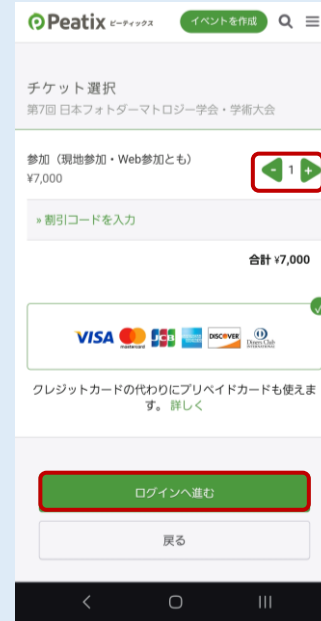 Peatix ピーティックス イベントを作成
チケット選択
第7回 日本フォトダーマトロジー学会・学術大会
参加（現地参加・Web参加とも）
¥7,000
- 1 +
» 割引コードを入力
合計 ¥7,000
VISA mastercard JCB AMERICAN EXPRESS DISCOVER Diners Club
クレジットカードの代わりにプリペイドカードも使えま
す。 詳しく
ログインへ進む
戻る